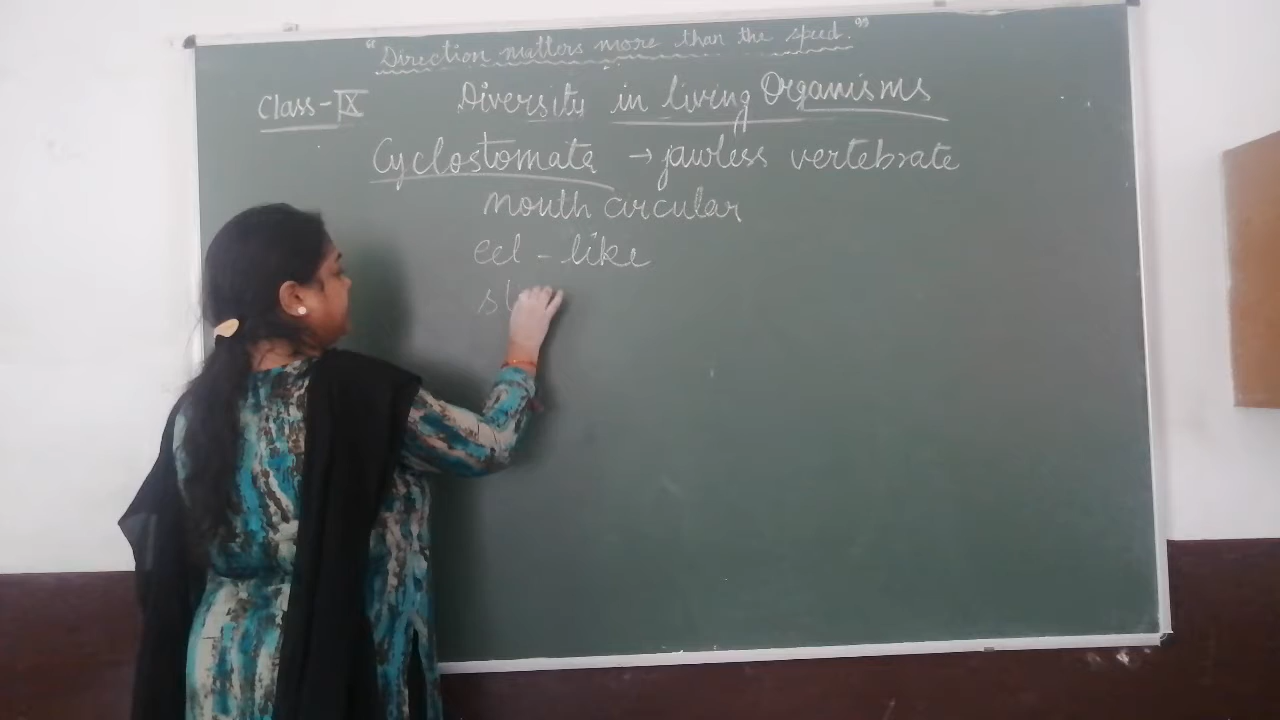 "Direction matters more than the speed."
Class-IX Diversity in living Organisms
Cyclostomata → jawless vertebrate
mouth circular
eel - like